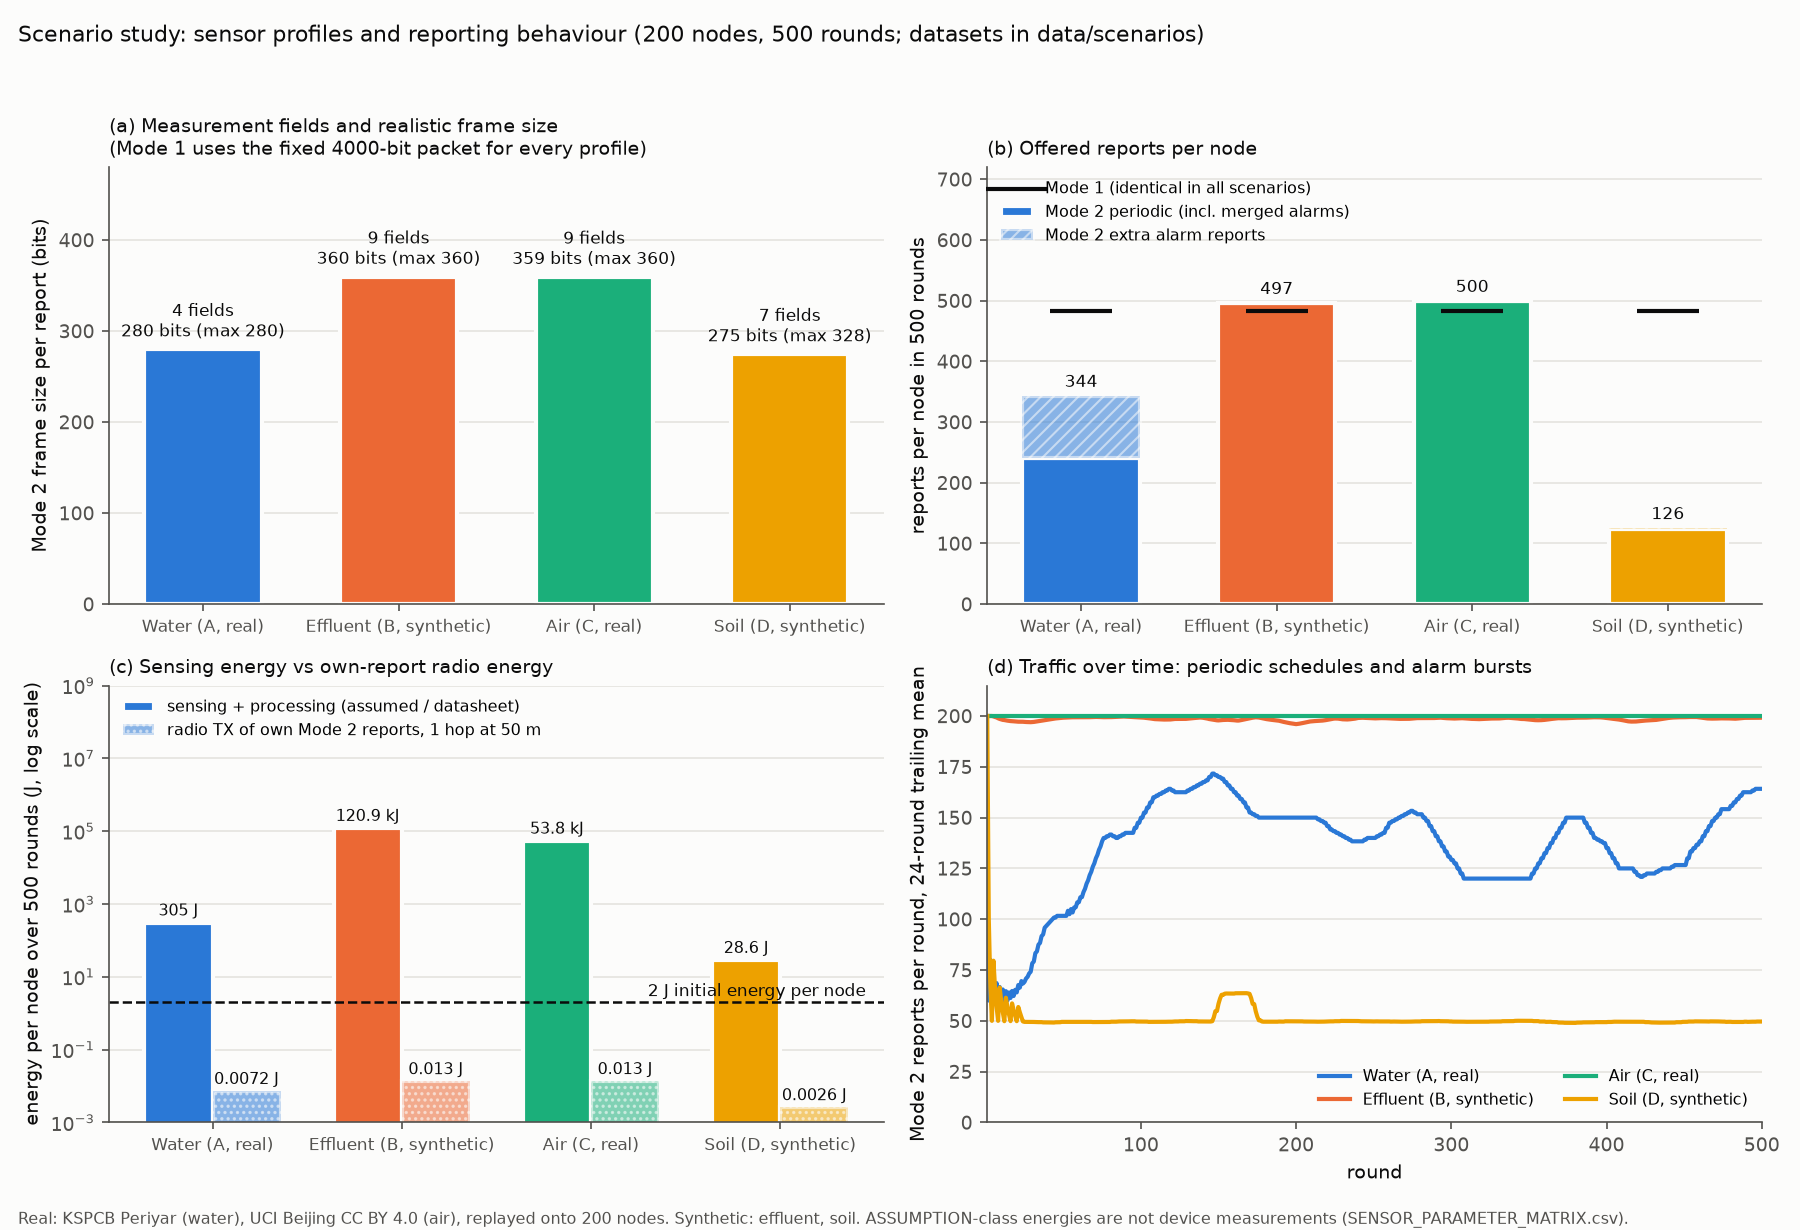 Scenario study: sensor profiles and reporting behaviour (200 nodes, 500 rounds; datasets in data/scenarios)
(a) Measurement fields and realistic frame size
(Mode 1 uses the fixed 4000-bit packet for every profile)
Mode 2 frame size per report (bits)
400
300
200
100
0
4 fields
280 bits (max 280)
9 fields
360 bits (max 360)
9 fields
359 bits (max 360)
7 fields
275 bits (max 328)
Water (A, real)
Effluent (B, synthetic)
Air (C, real)
Soil (D, synthetic)
(b) Offered reports per node
reports per node in 500 rounds
700
600
500
400
300
200
100
0
Mode 1 (identical in all scenarios)
Mode 2 periodic (incl. merged alarms)
Mode 2 extra alarm reports
344
497
500
126
Water (A, real)
Effluent (B, synthetic)
Air (C, real)
Soil (D, synthetic)
(c) Sensing energy vs own-report radio energy
energy per node over 500 rounds (J, log scale)
10⁹
10⁷
10⁵
10³
10¹
10⁻¹
10⁻³
sensing + processing (assumed / datasheet)
radio TX of own Mode 2 reports, 1 hop at 50 m
305 J
0.0072 J
120.9 kJ
0.013 J
53.8 kJ
0.013 J
28.6 J
0.0026 J
2 J initial energy per node
Water (A, real)
Effluent (B, synthetic)
Air (C, real)
Soil (D, synthetic)
(d) Traffic over time: periodic schedules and alarm bursts
Mode 2 reports per round, 24-round trailing mean
200
175
150
125
100
75
50
25
0
Water (A, real)
Effluent (B, synthetic)
Air (C, real)
Soil (D, synthetic)
100
200
300
400
500
round
Real: KSPCB Periyar (water), UCI Beijing CC BY 4.0 (air), replayed onto 200 nodes. Synthetic: effluent, soil. ASSUMPTION-class energies are not device measurements (SENSOR_PARAMETER_MATRIX.csv).